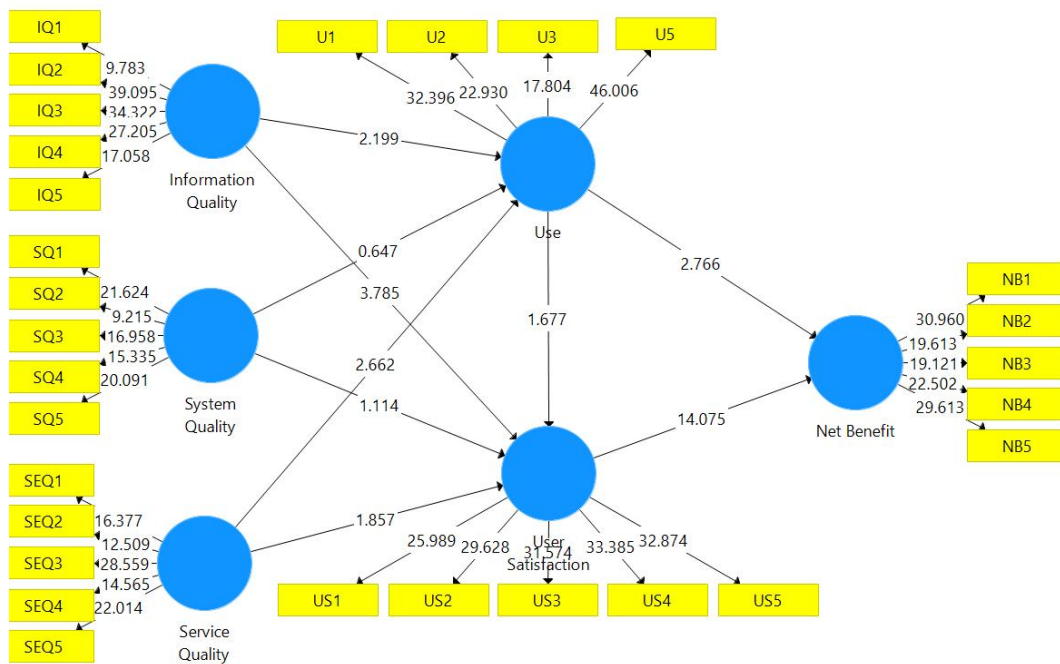 IQ1
IQ2
IQ3
IQ4
IQ5
9.783
39.095
34.322
27.205
17.058
Information
Quality
U1
U2
U3
U5
32.396
22.930
17.804
46.006
Use
2.199
0.647
3.785
2.662
1.677
2.766
SQ1
SQ2
SQ3
SQ4
SQ5
21.624
9.215
16.958
15.335
20.091
System
Quality
1.114
14.075
1.857
NB1
NB2
NB3
NB4
NB5
30.960
19.613
19.121
22.502
29.613
Net Benefit
SEQ1
SEQ2
SEQ3
SEQ4
SEQ5
16.377
12.509
28.559
14.565
22.014
Service
Quality
User
Satisfaction
25.989
29.628
31.574
33.385
32.874
US1
US2
US3
US4
US5